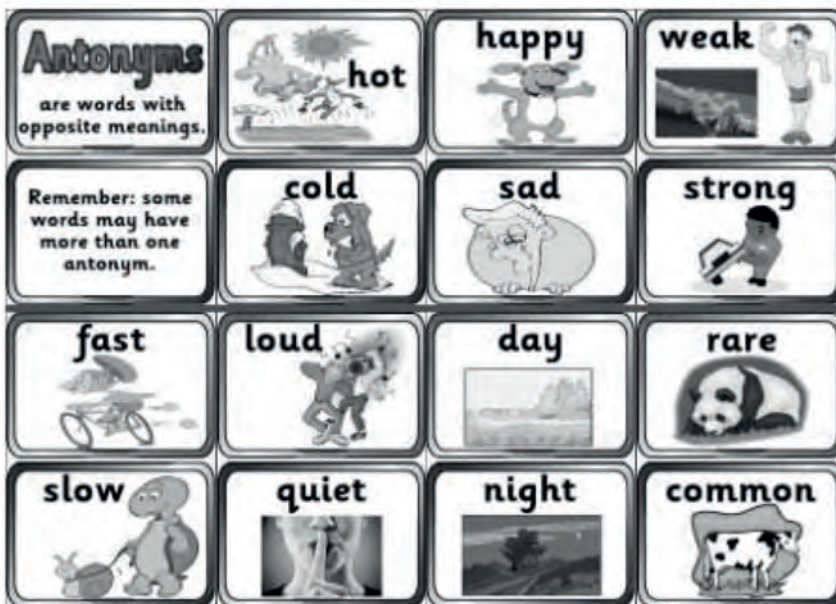 Antonyms
are words with
opposite meanings.
hot
happy
weak
Remember: some
words may have
more than one
antonym.
cold
sad
strong
fast
loud
day
rare
slow
quiet
night
common